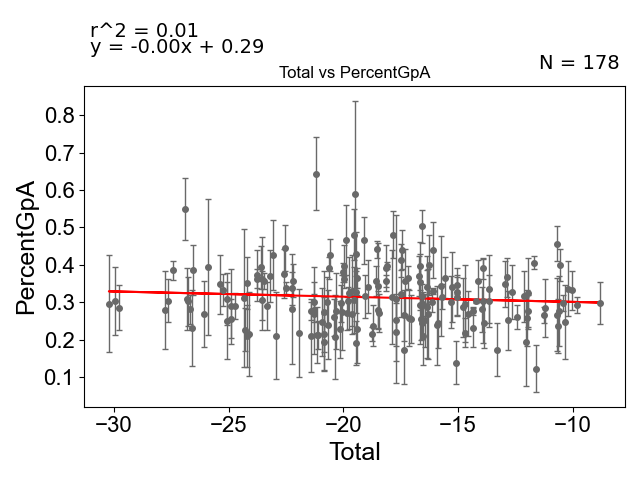 r^2 = 0.01
y = -0.00x + 0.29
N = 178
Total vs PercentGpA
PercentGpA
0.8
0.7
0.6
0.5
0.4
0.3
0.2
0.1
−30
−25
−20
−15
−10
Total